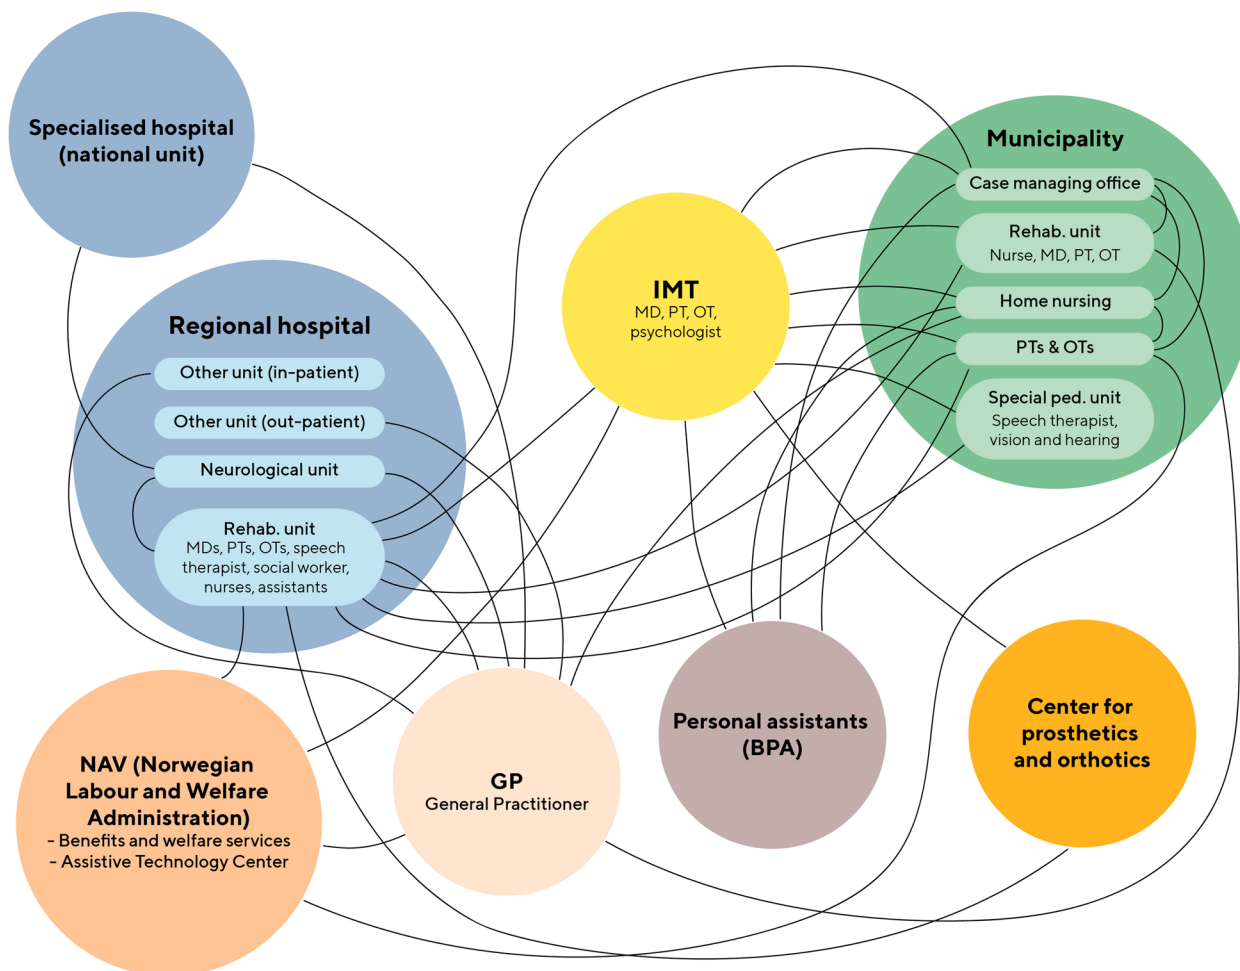 Specialised hospital
(national unit)
Regional hospital
Other unit (in-patient)
Other unit (out-patient)
Neurological unit
Rehab. unit
MDs, PTs, OTs, speech
therapist, social worker,
nurses, assistants
IMT
MD, PT, OT,
psychologist
Municipality
Case managing office
Rehab. unit
Nurse, MD, PT, OT
Home nursing
PTs & OTs
Special ped. unit
Speech therapist,
vision and hearing
NAV (Norwegian
Labour and Welfare
Administration)
- Benefits and welfare services
- Assistive Technology Center
GP
General Practitioner
Personal assistants
(BPA)
Center for
prosthetics
and orthotics